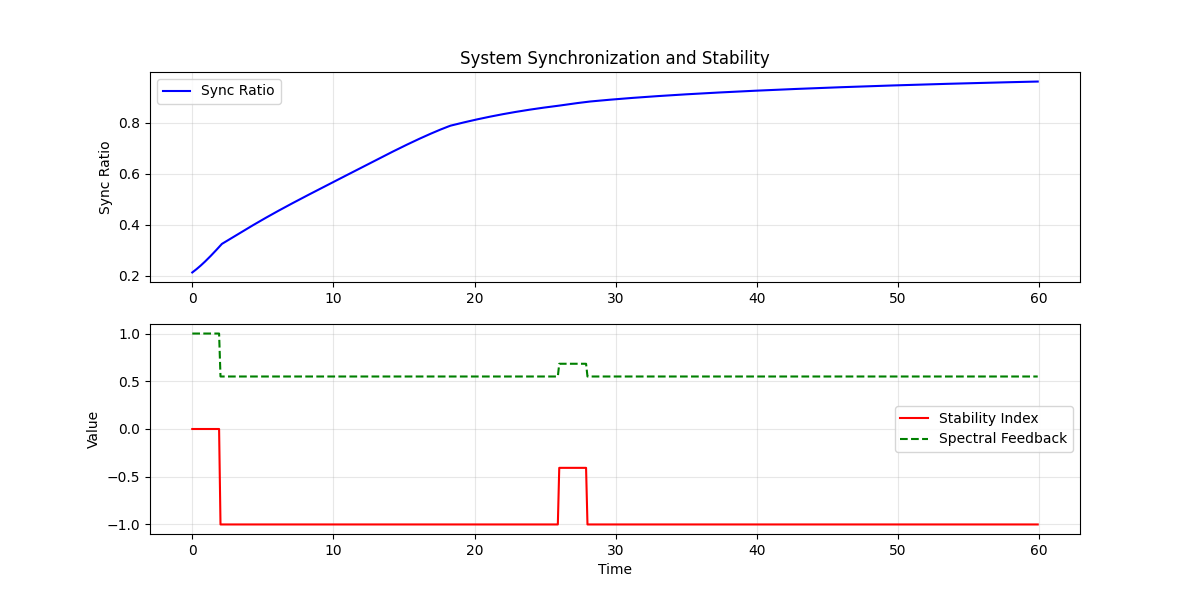 System Synchronization and Stability
Sync Ratio
Sync Ratio
0.8
0.6
0.4
0.2
0 10 20 30 40 50 60
Value
1.0
0.5
0.0
−0.5
−1.0
Stability Index
Spectral Feedback
0 10 20 30 40 50 60
Time